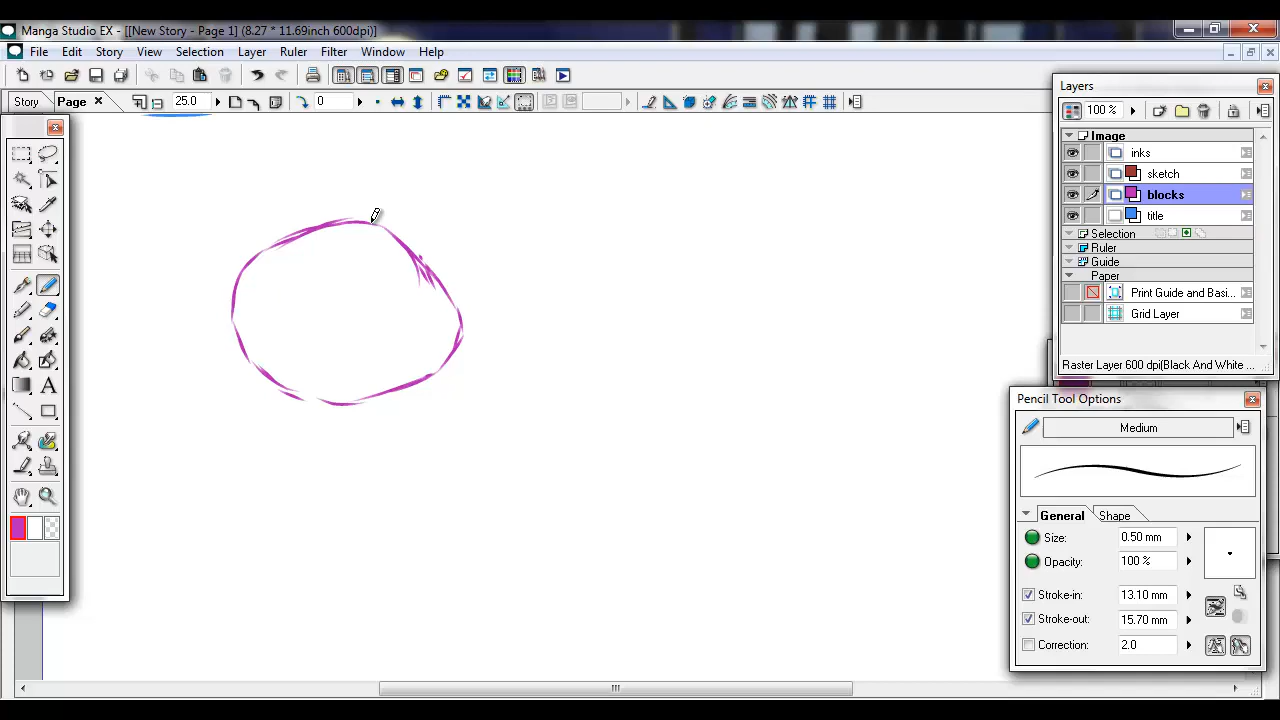 Manga Studio EX - [[New Story - Page 1] (8.27 * 11.69inch 600dpi)]
File Edit Story View Selection Layer Ruler Filter Window Help
Story Page 25.0 0
Layers
100 %
Image
inks
sketch
blocks
title
Selection
Ruler
Guide
Paper
Print Guide and Basi...
Grid Layer
Raster Layer 600 dpi(Black And White ...
Pencil Tool Options
Medium
General Shape
Size: 0.50 mm
Opacity: 100 %
Stroke-in: 13.10 mm
Stroke-out: 15.70 mm
Correction: 2.0
A